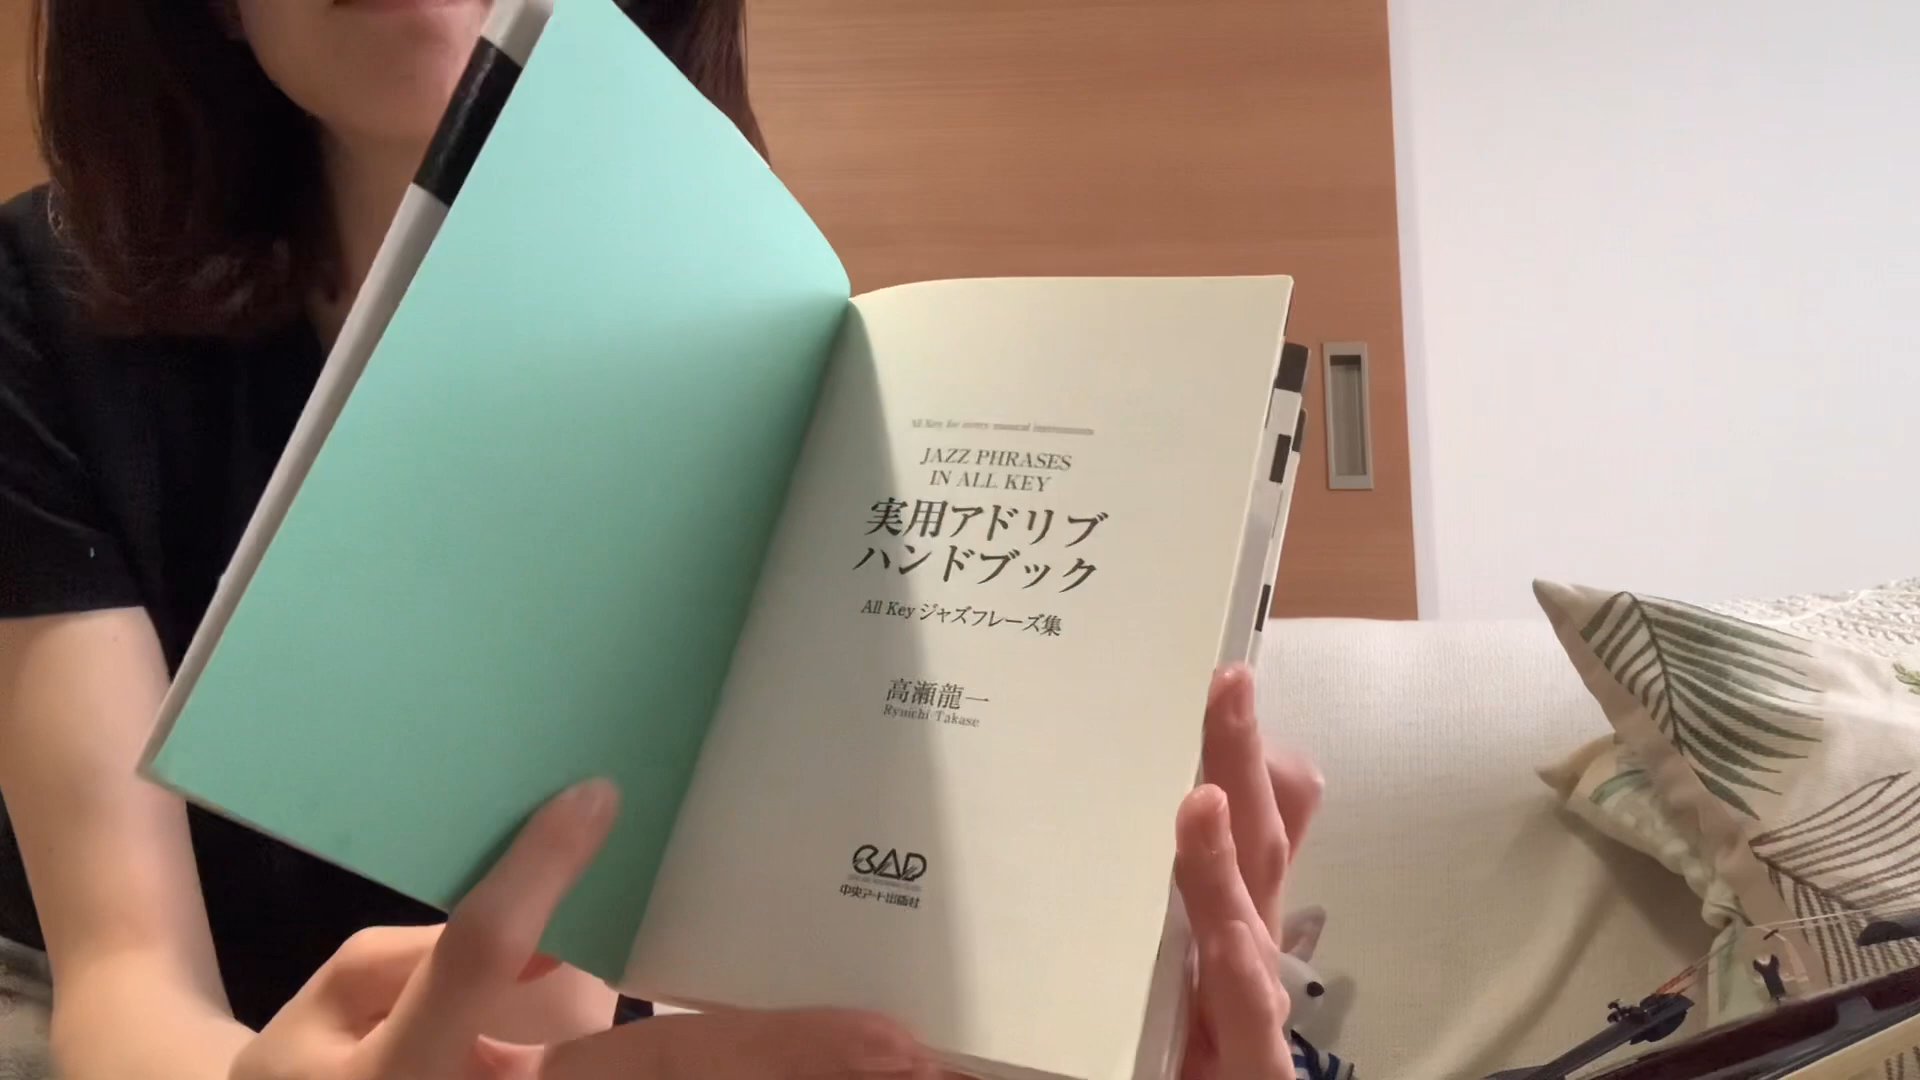 All Key for every musical instruments
JAZZ PHRASES
IN ALL KEY
実用アドリブ
ハンドブック
All Key ジャズフレーズ集
高瀬龍一
Ryuichi Takase
CAP
中央アート出版社